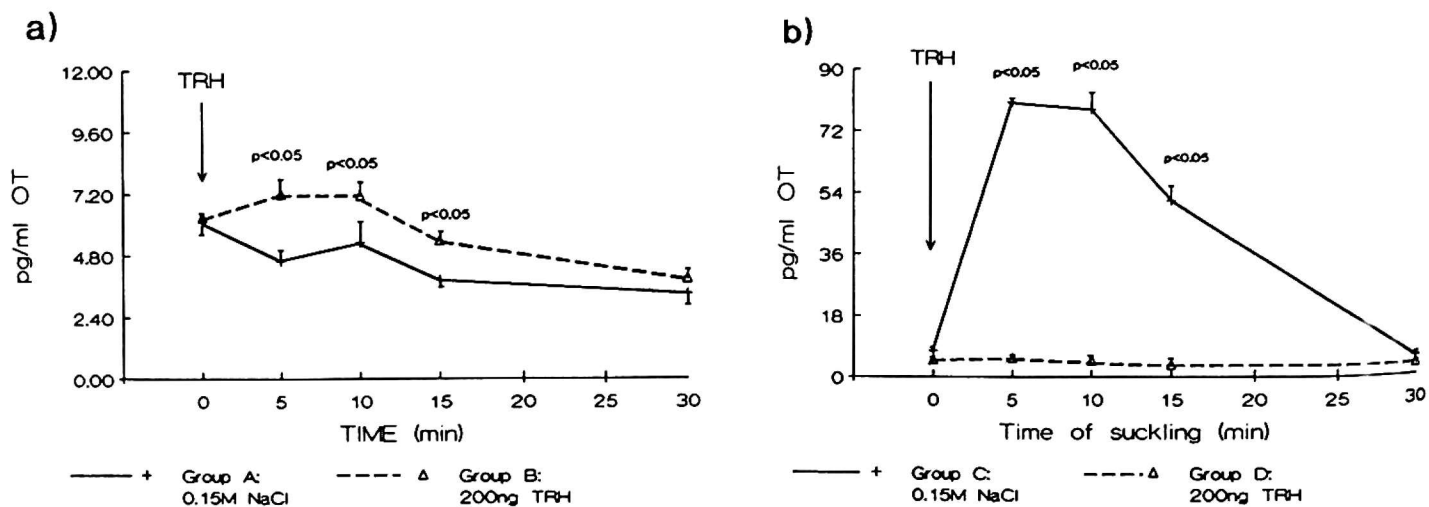 a)
12.00
9.60
7.20
4.80
2.40
0.00
pg/ml OT
TRH
p<0.05
p<0.05
p<0.05
0 5 10 15 20 25 30
TIME (min)
+ Group A:
0.15M NaCl
Δ Group B:
200ng TRH
b)
90
72
54
36
18
0
pg/ml OT
TRH
p<0.05
p<0.05
p<0.05
0 5 10 15 20 25 30
Time of suckling (min)
+ Group C:
0.15M NaCl
Δ Group D:
200ng TRH